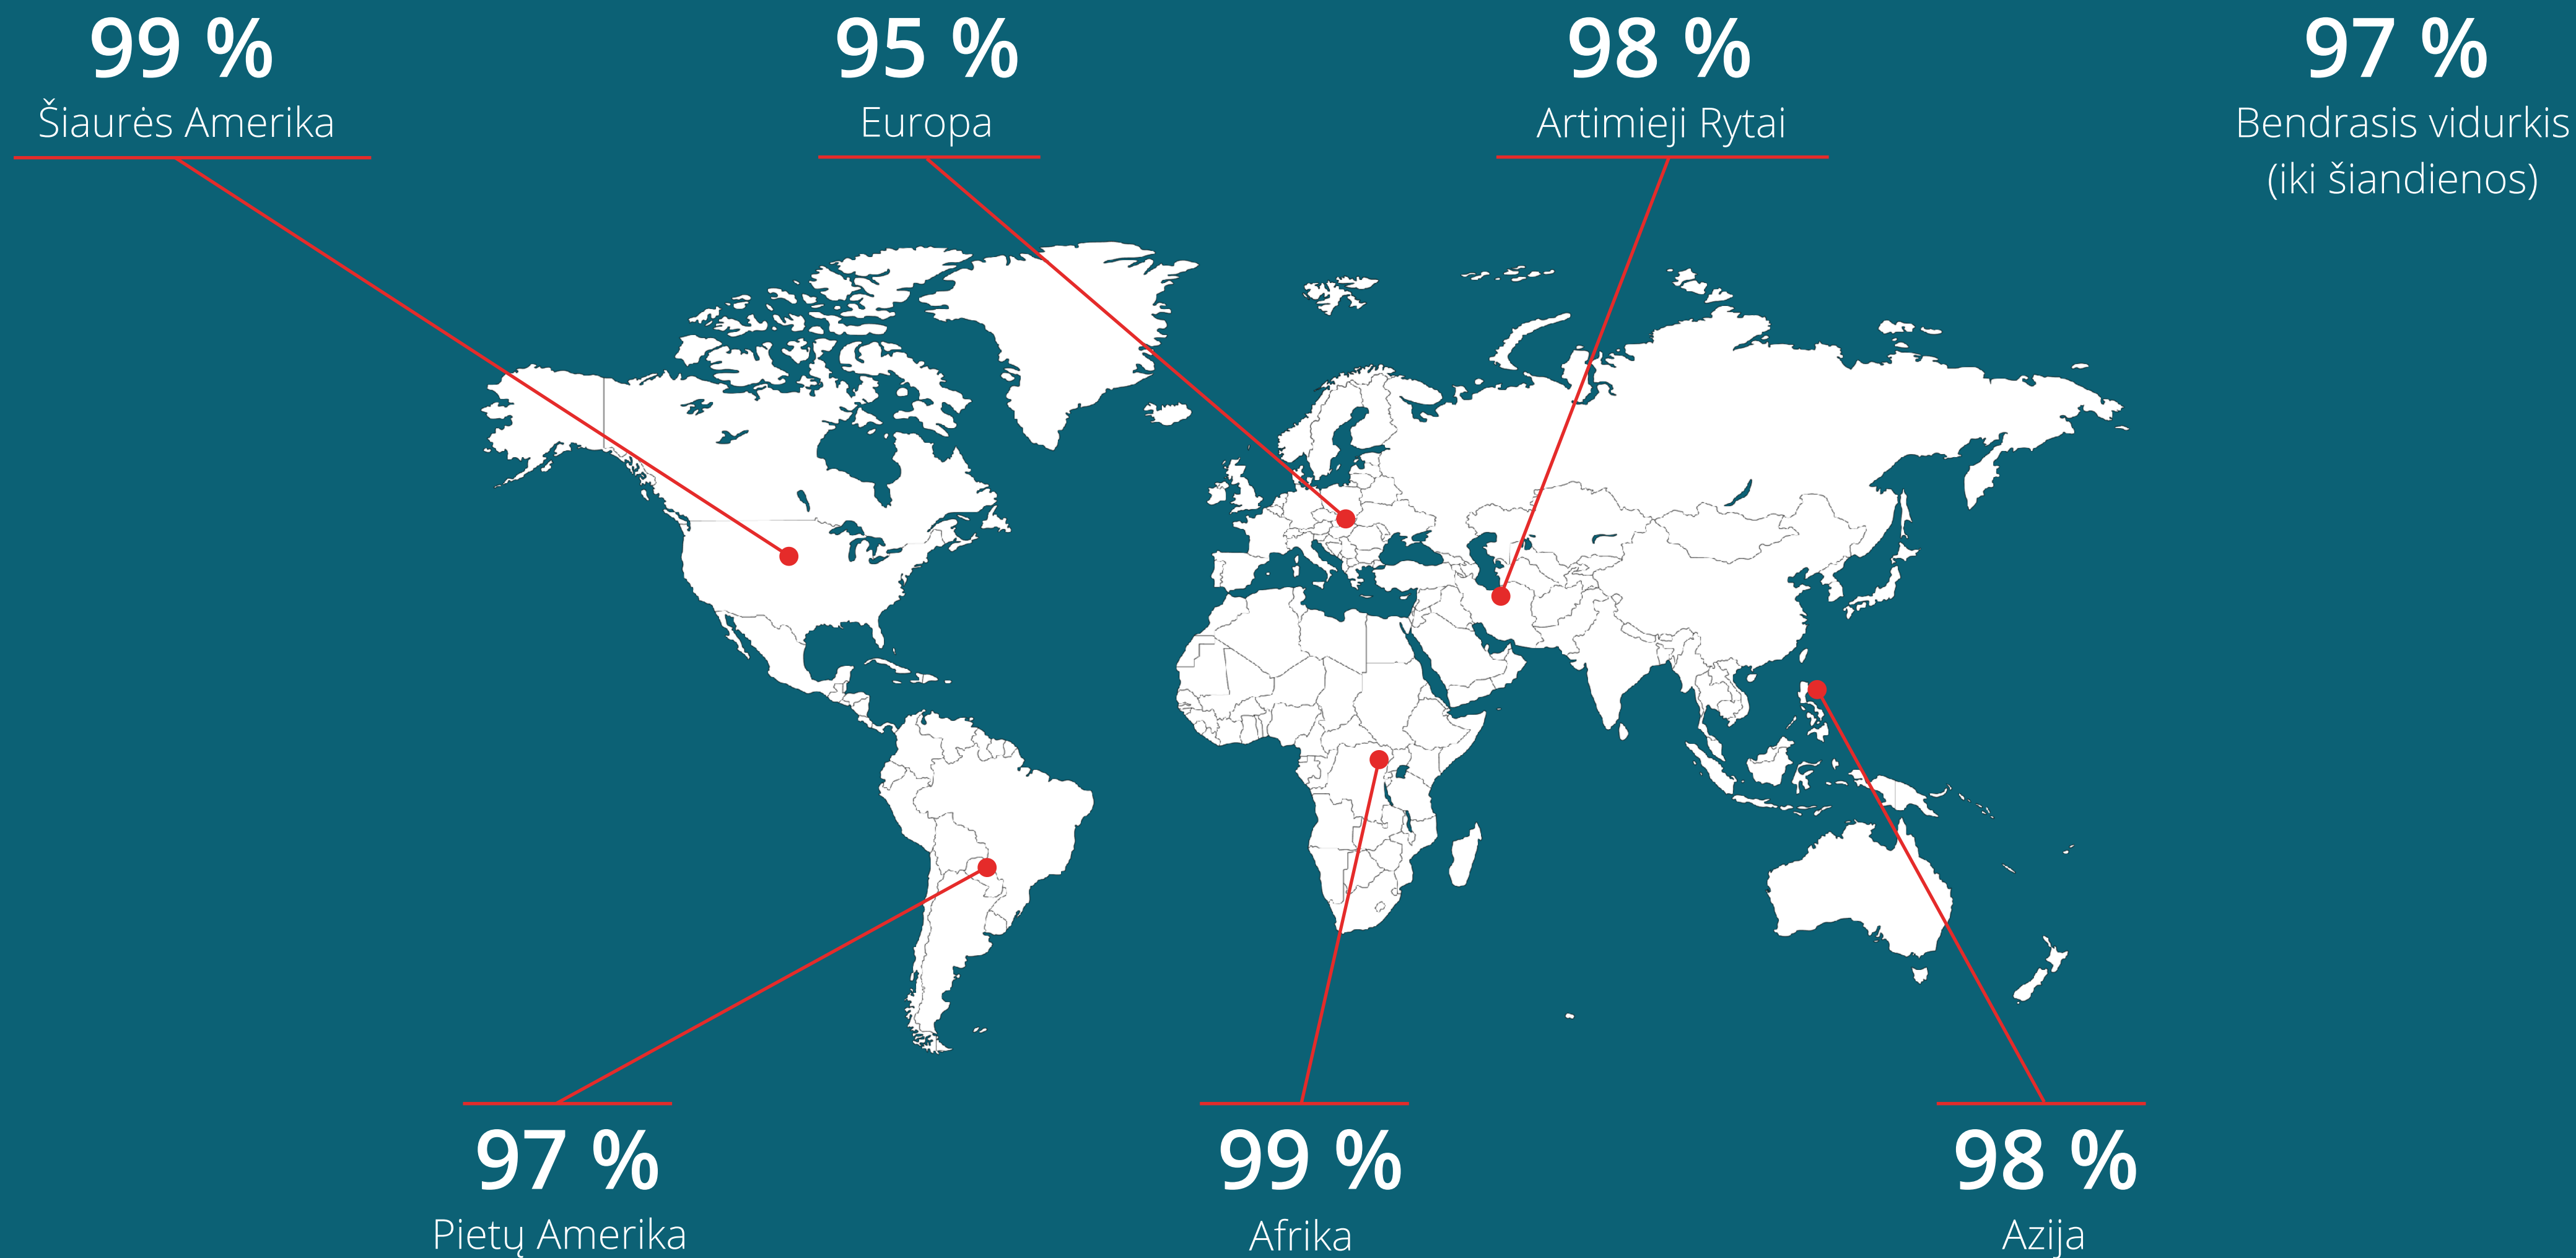 99 %
Šiaurės Amerika
95 %
Europa
98 %
Artimieji Rytai
97 %
Bendrasis vidurkis
(iki šiandienos)
97 %
Pietų Amerika
99 %
Afrika
98 %
Azija